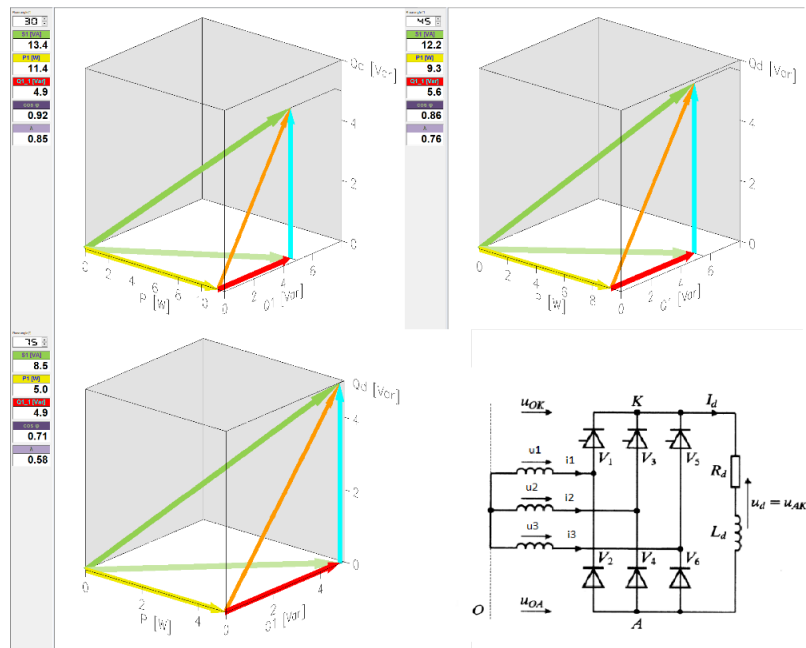 30
S1 [VA]
13.4
P1 [W]
11.4
Q1_1 [Var]
4.9
cos φ
0.92
λ
0.85
Qd [Var]
4
2
0
0 2 4 6 8 10
P [W]
0 2 4 6
Q1 [Var]
45
S1 [VA]
12.2
P1 [W]
9.3
Q1_1 [Var]
5.6
cos φ
0.86
0.76
Qd [Var]
4
2
0
0 2 4 6 8
P [W]
0 2 4 6
Q1 [Var]
75
S1 [VA]
8.5
P1 [W]
5.0
Q1_1 [Var]
4.9
cos φ
0.71
0.58
Qd [Var]
4
2
0
0 2 4
P [W]
0 2 4
Q1 [Var]
u_OK K I_d
V_1 V_3 V_5
u1 i1
R_d
u2 i2
u_d = u_AK
u3 i3
L_d
V_2 V_4 V_6
O u_OA A